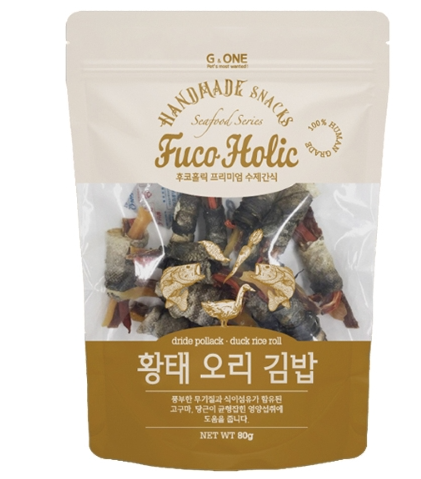 G & ONE
Pet's most wanted!
HANDMADE SNACKS
Seafood Series
Fuco Holic
100% HUMAN GRADE
후코홀릭 프리미엄 수제간식
dride pollack · duck rice roll
황태 오리 김밥
풍부한 무기질과 식이섬유가 함유된
고구마, 당근이 균형잡힌 영양섭취에
도움을 줍니다.
NET WT 80g